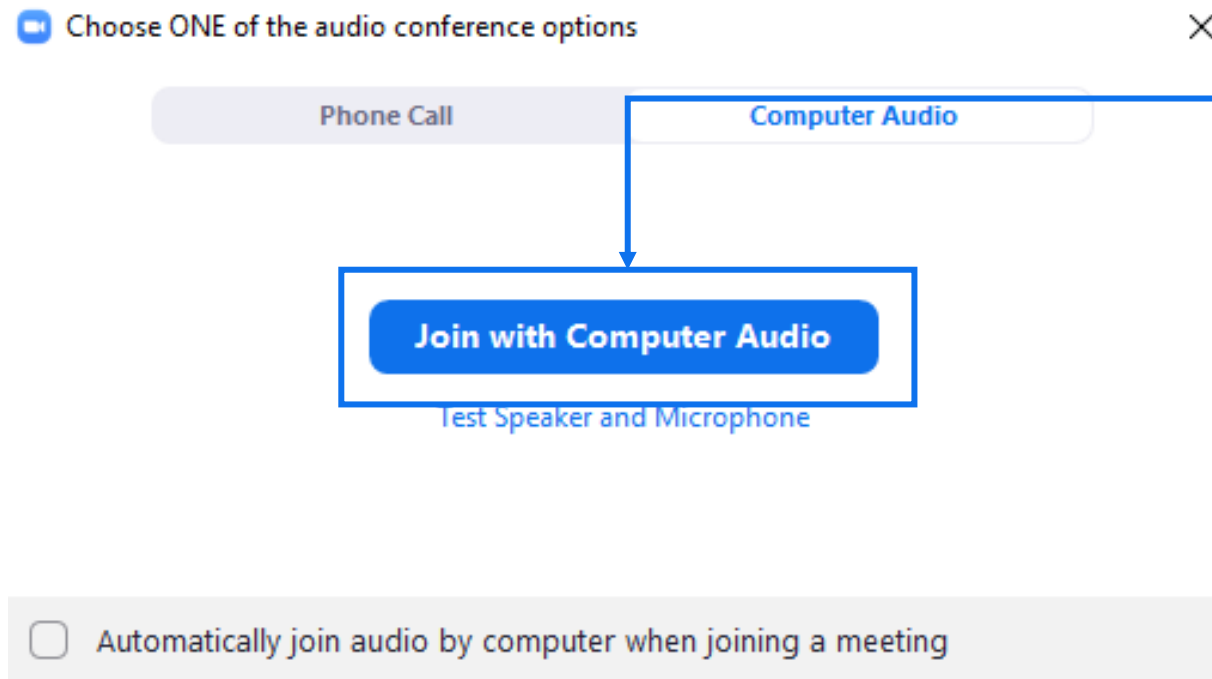 Choose ONE of the audio conference options
Phone Call
Computer Audio
Join with Computer Audio
Test Speaker and Microphone
Automatically join audio by computer when joining a meeting